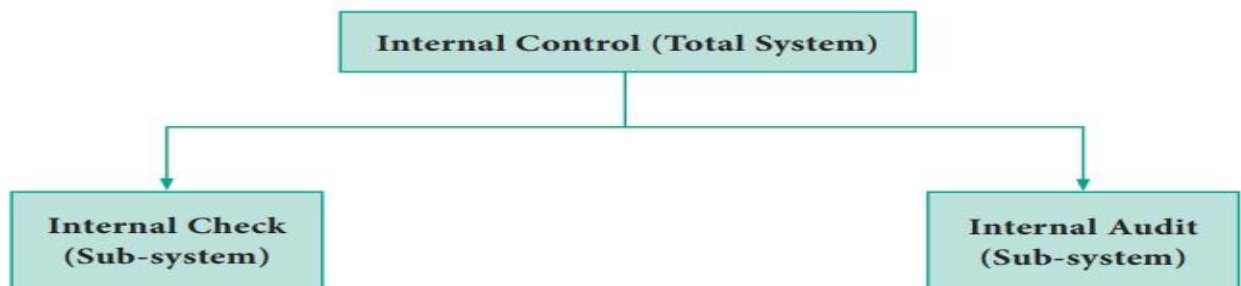 Internal Control (Total System)
Internal Check
(Sub-system)
Internal Audit
(Sub-system)